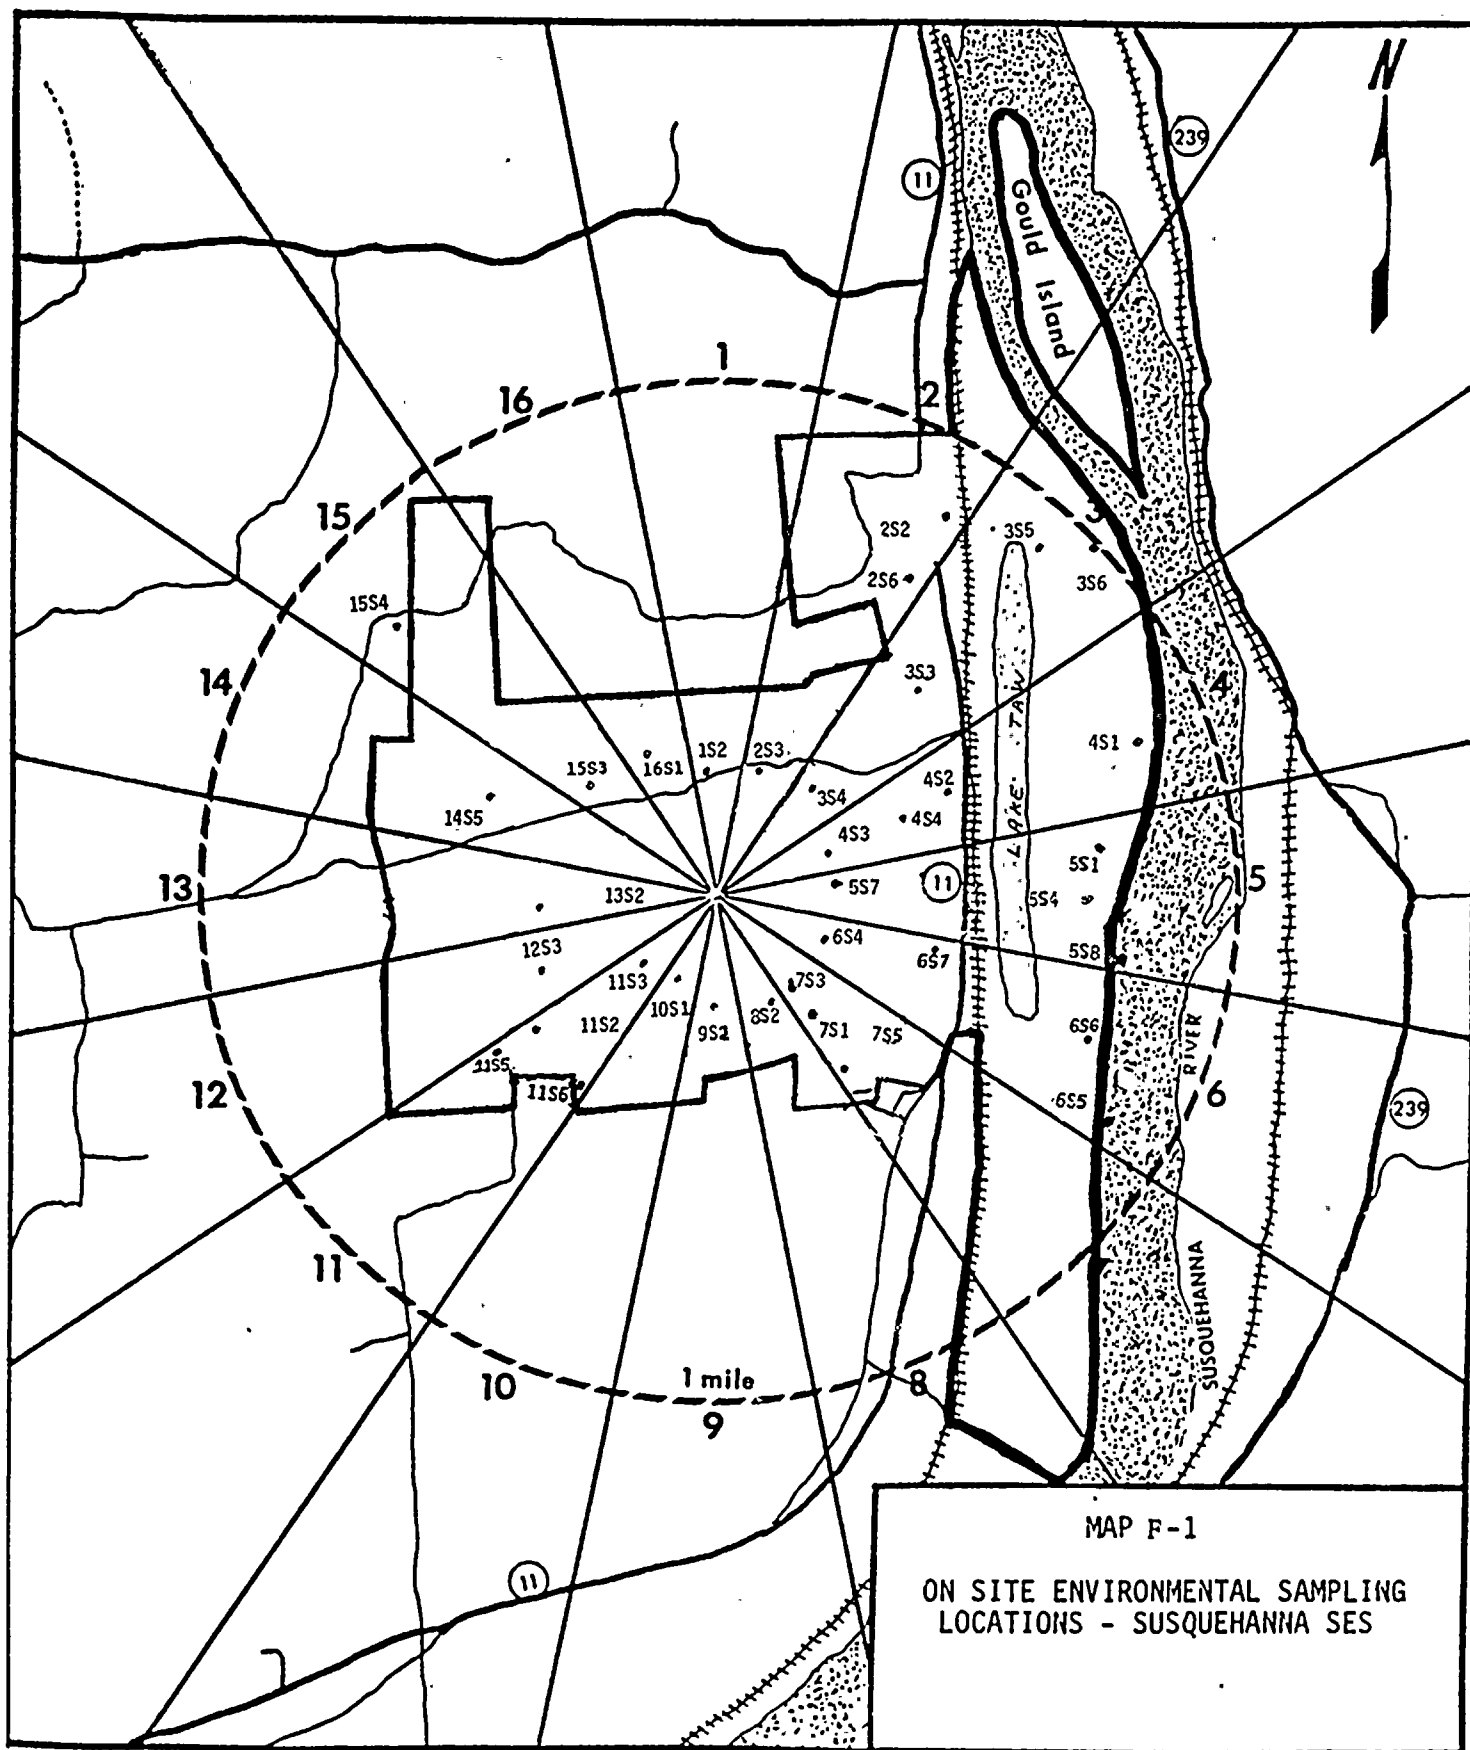 N
239
11
Gould Island
1
2
16
3
15
2S2
3S5
2S6
3S6
15S4
14
3S3
4
LAKE TAW
4S1
1S2
2S3
15S3
16S1
4S2
3S4
14S5
4S4
4S3
5S1
13
13S2
5S7
11
5S4
5
6S4
12S3
6S7
5S8
11S3
7S3
10S1
8S2
11S2
9S2
7S1
7S5
6S6
RIVER
11S5
11S6
12
6S5
6
239
11
SUSQUEHANNA
10
1 mile
8
9
11
MAP F-1
ON SITE ENVIRONMENTAL SAMPLING
LOCATIONS - SUSQUEHANNA SES